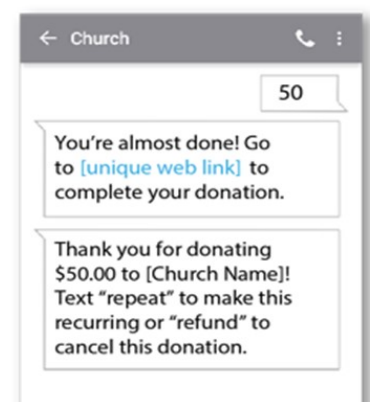 Church
50
You’re almost done! Go
to [unique web link] to
complete your donation.
Thank you for donating
$50.00 to [Church Name]!
Text “repeat” to make this
recurring or “refund” to
cancel this donation.